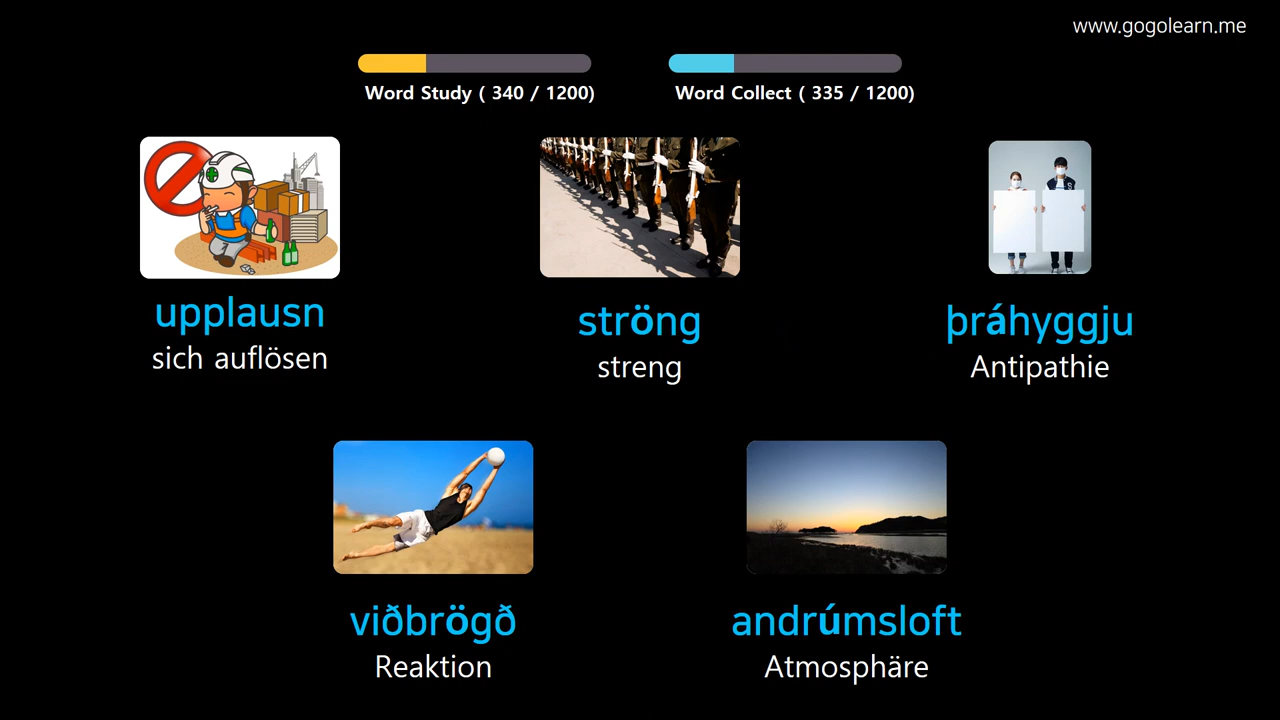 www.gogolearn.me
Word Study ( 340 / 1200)
Word Collect ( 335 / 1200)
upplausn
sich auflösen
ströng
streng
þráhyggju
Antipathie
viðbrögð
Reaktion
andrúmsloft
Atmosphäre